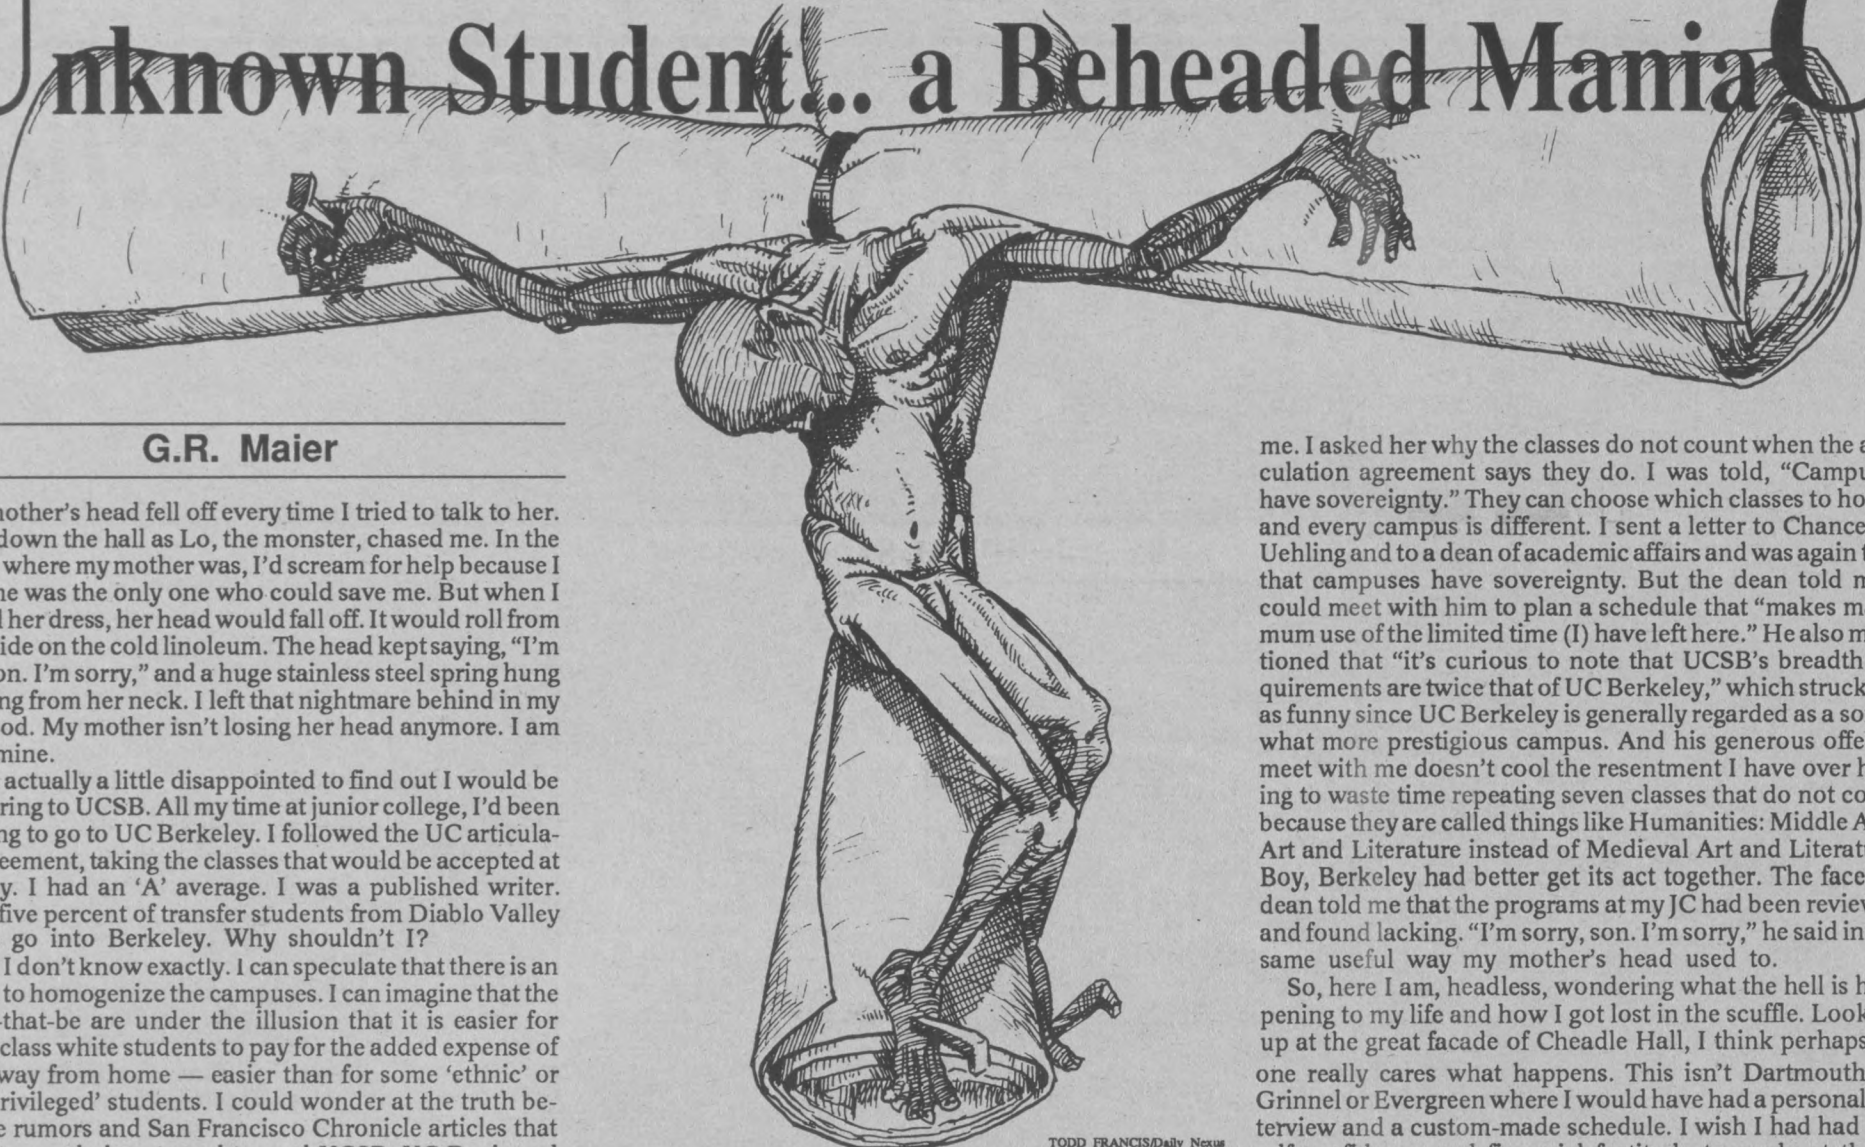 Unknown Student... a Beheaded Mania
G.R. Maier
mother's head fell off every time I tried to talk to her.
down the hall as Lo, the monster, chased me. In the
where my mother was, I'd scream for help because I
was the only one who could save me. But when I
her dress, her head would fall off. It would roll from
on the cold linoleum. The head kept saying, "I'm
I'm sorry," and a huge stainless steel spring hung
from her neck. I left that nightmare behind in my
My mother isn't losing her head anymore. I am
mine.
actually a little disappointed to find out I would be
to UCSB. All my time at junior college, I'd been
to go to UC Berkeley. I followed the UC articula-
taking the classes that would be accepted at
I had an 'A' average. I was a published writer.
five percent of transfer students from Diablo Valley
go into Berkeley. Why shouldn't I?
I don't know exactly. I can speculate that there is an
to homogenize the campuses. I can imagine that the
-that-be are under the illusion that it is easier for
class white students to pay for the added expense of
way from home — easier than for some 'ethnic' or
students. I could wonder at the truth be-
rumors and San Francisco Chronicle articles that
me. I asked her why the classes do not count when the
culation agreement says they do. I was told, "Campu
have sovereignty." They can choose which classes to ho
and every campus is different. I sent a letter to Chance
Uehling and to a dean of academic affairs and was again
that campuses have sovereignty. But the dean told
could meet with him to plan a schedule that "makes
mum use of the limited time (I) have left here." He also
tioned that "it's curious to note that UCSB's breadth
quirements are twice that of UC Berkeley," which struck
as funny since UC Berkeley is generally regarded as a so
what more prestigious campus. And his generous offe
meet with me doesn't cool the resentment I have over
ing to waste time repeating seven classes that do not co
because they are called things like Humanities: Middle A
Art and Literature instead of Medieval Art and Literat
Boy, Berkeley had better get its act together. The face
dean told me that the programs at my JC had been review
and found lacking. "I'm sorry, son. I'm sorry," he said in
same useful way my mother's head used to.
So, here I am, headless, wondering what the hell is
pening to my life and how I got lost in the scuffle. Look
up at the great facade of Cheadle Hall, I think perhaps
one really cares what happens. This isn't Dartmouth
Grinnel or Evergreen where I would have had a personal
terview and a custom-made schedule. I wish I had had
TODD FRANCIS/Daily Nexus